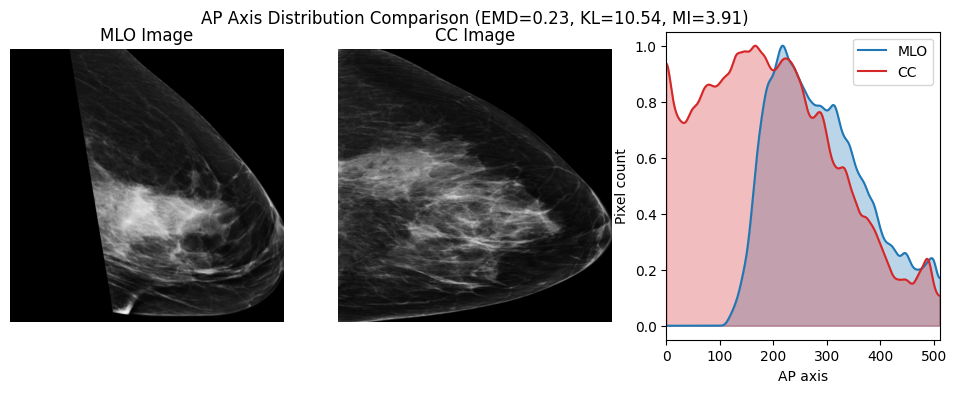 AP Axis Distribution Comparison (EMD=0.23, KL=10.54, MI=3.91)
MLO Image
CC Image
MLO
CC
Pixel count
1.0
0.8
0.6
0.4
0.2
0.0
0 100 200 300 400 500
AP axis